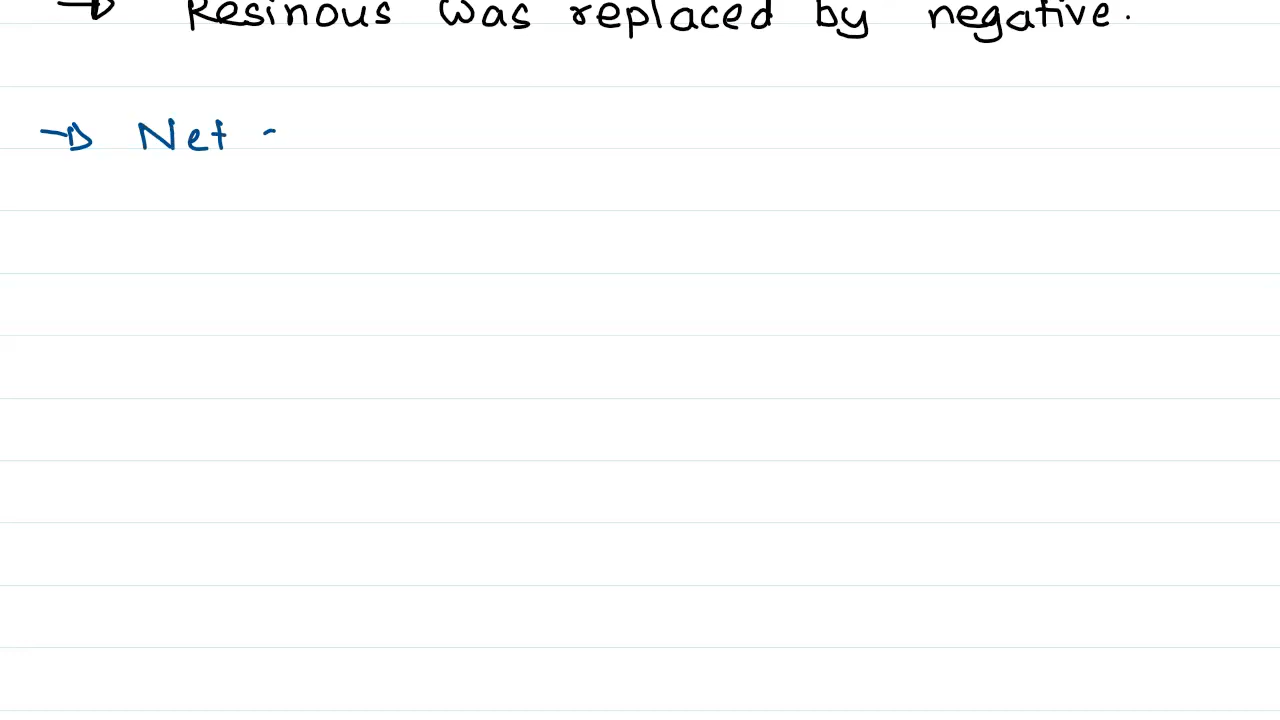 → Resinous was replaced by negative.
→ Net